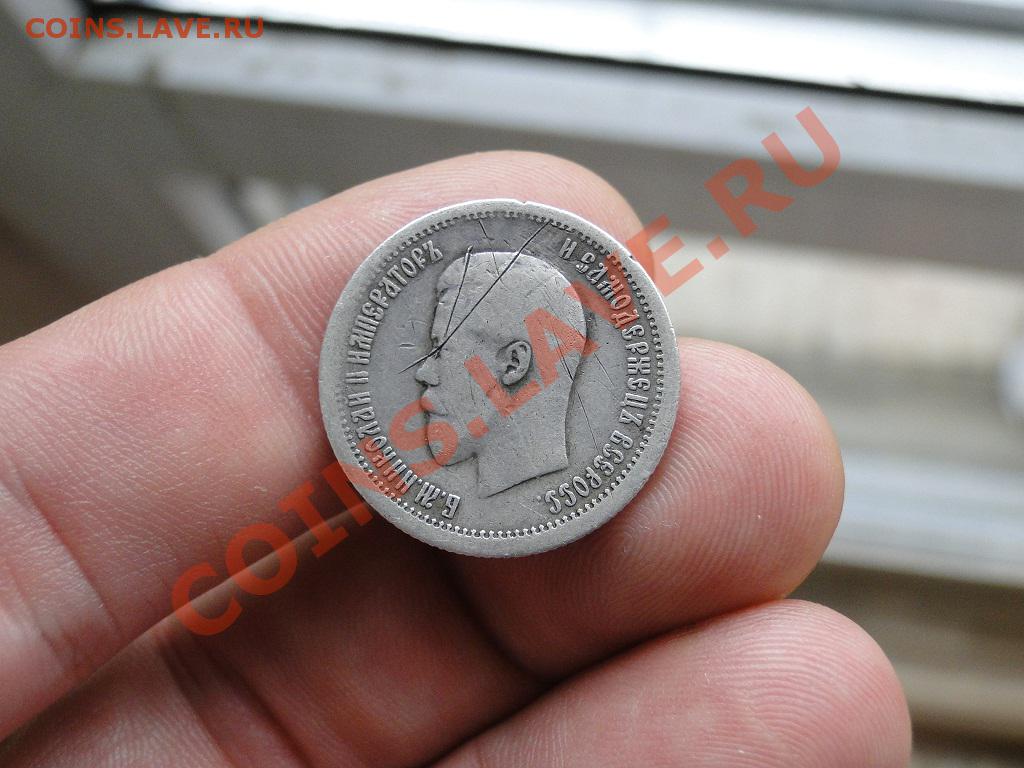 COINS.LAVE.RU
COINS.LAVE.RU
Б. М. НИКОЛАЙ II ИМПЕРАТОРЪ
И САМОДЕРЖЕЦЪ ВСЕРОСС.